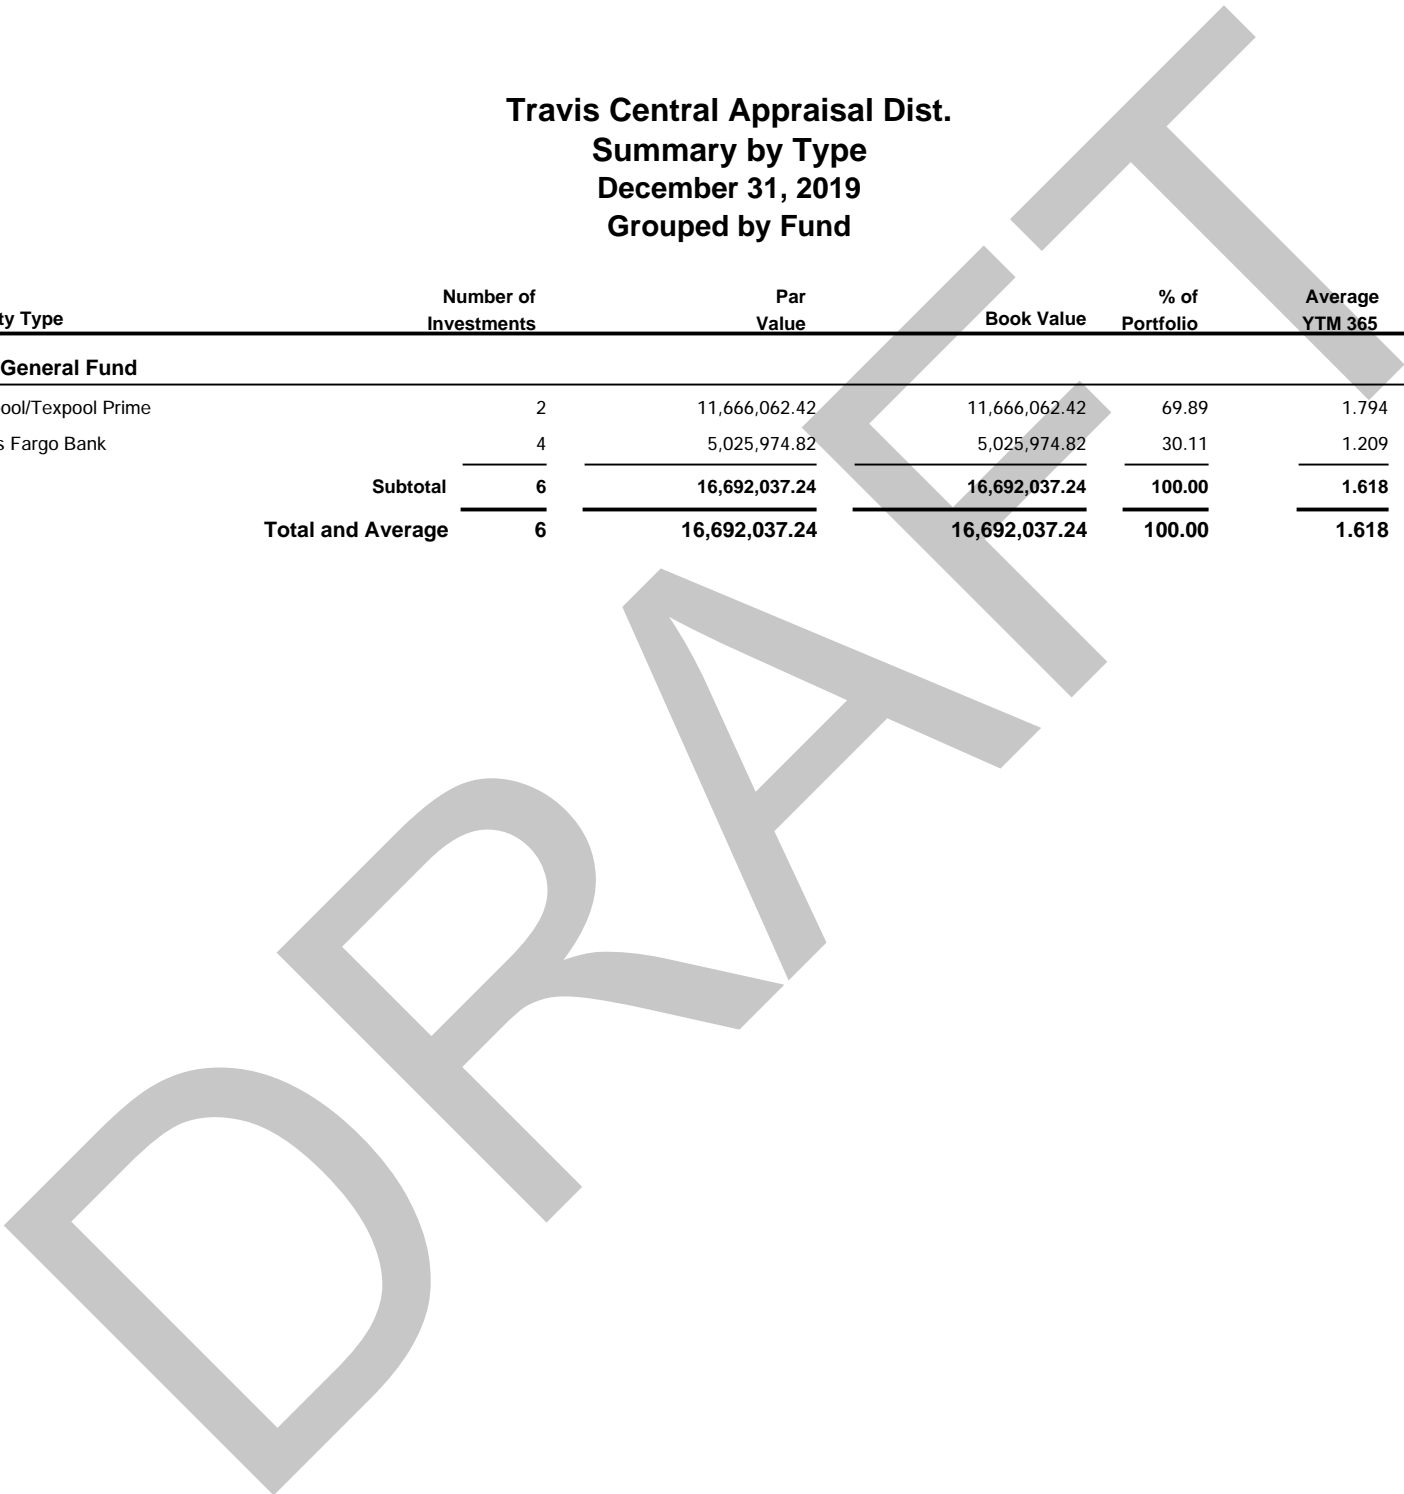 Travis Central Appraisal Dist.
Summary by Type
December 31, 2019
Grouped by Fund
ty Type Number of Investments Par Value Book Value % of Portfolio Average YTM 365
General Fund
ool/Texpool Prime 2 11,666,062.42 11,666,062.42 69.89 1.794
s Fargo Bank 4 5,025,974.82 5,025,974.82 30.11 1.209
Subtotal 6 16,692,037.24 16,692,037.24 100.00 1.618
Total and Average 6 16,692,037.24 16,692,037.24 100.00 1.618
DRAFT